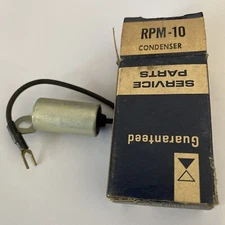 RPM-10
CONDENSER
SERVICE
PARTS
Guaranteed